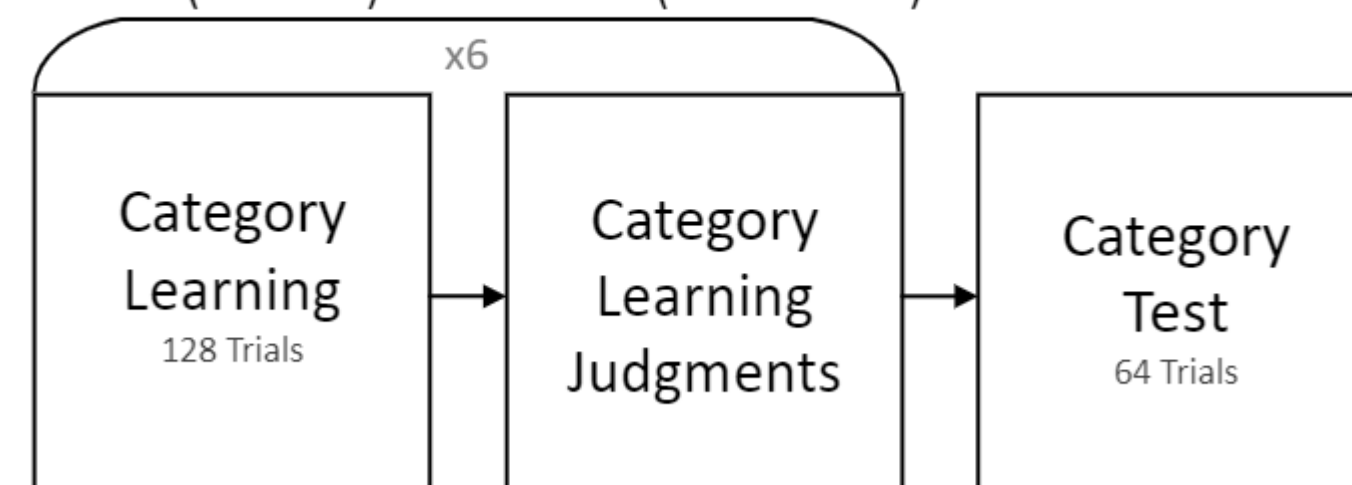 x6
Category
Learning
128 Trials
Category
Learning
Judgments
Category
Test
64 Trials